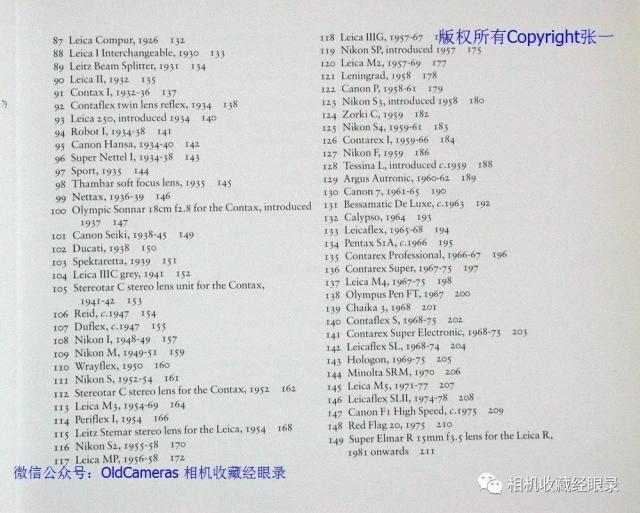 87 Leica Compur, 1926 132
88 Leica I Interchangeable, 1930 133
89 Leitz Beam Splitter, 1931 134
90 Leica II, 1932 135
91 Contax I, 1932-36 137
92 Contaflex twin lens reflex, 1934 138
93 Leica 250, introduced 1934 140
94 Robot I, 1934-38 141
95 Canon Hansa, 1934-40 142
96 Super Nettel I, 1934-38 143
97 Sport, 1935 144
98 Thambar soft focus lens, 1935 145
99 Nettax, 1936-39 146
100 Olympic Sonnar 18cm f2.8 for the Contax, introduced
1937 147
101 Canon Seiki, 1938-45 149
102 Ducati, 1938 150
103 Spektaretta, 1939 151
104 Leica IIIC grey, 1941 152
105 Stereotar C stereo lens unit for the Contax,
1941-42 153
106 Reid, c.1947 154
107 Duflex, c.1947 155
108 Nikon I, 1948-49 157
109 Nikon M, 1949-51 159
110 Wrayflex, 1950 160
111 Nikon S, 1952-54 161
112 Stereotar C stereo lens for the Contax, 1952 162
113 Leica M3, 1954-69 164
114 Periflex I, 1954 166
115 Leitz Stemar stereo lens for the Leica, 1954 168
116 Nikon S2, 1955-58 170
117 Leica MP, 1956-58 172
118 Leica IIIG, 1957-67
119 Nikon SP, introduced 1957 175
120 Leica M2, 1957-69 177
121 Leningrad, 1958 178
122 Canon P, 1958-61 179
123 Nikon S3, introduced 1958 180
124 Zorki C, 1959 182
125 Nikon S4, 1959-61 183
126 Contarex I, 1959-66 184
127 Nikon F, 1959 186
128 Tessina L, introduced c.1959 188
129 Argus Autronic, 1960-62 189
130 Canon 7, 1961-65 190
131 Bessamatic De Luxe, c.1963 192
132 Calypso, 1964 193
133 Leicaflex, 1965-68 194
134 Pentax S1A, c.1966 195
135 Contarex Professional, 1966-67 196
136 Contarex Super, 1967-75 197
137 Leica M4, 1967-75 198
138 Olympus Pen FT, 1967 200
139 Chaika 3, 1968 201
140 Contaflex S, 1968-75 202
141 Contarex Super Electronic, 1968-75 203
142 Leicaflex SL, 1968-74 204
143 Hologon, 1969-75 205
144 Minolta SRM, 1970 206
145 Leica M5, 1971-77 207
146 Leicaflex SLII, 1974-78 208
147 Canon F1 High Speed, c.1975 209
148 Red Flag 20, 1975 210
149 Super Elmar R 15mm f3.5 lens for the Leica R,
1981 onwards 211
版权所有Copyright张一
微信公众号：OldCameras 相机收藏经眼录
相机收藏经眼录